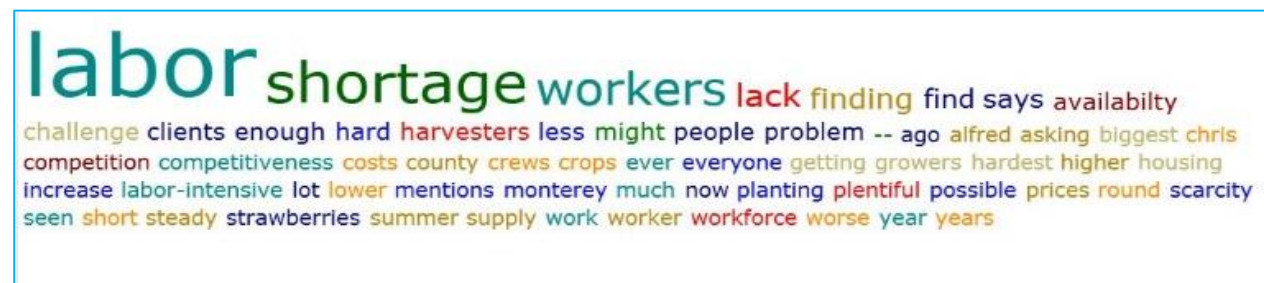 labor shortage workers lack finding find says availabilty
challenge clients enough hard harvesters less might people problem -- ago alfred asking biggest chris
competition competitiveness costs county crews crops ever everyone getting growers hardest higher housing
increase labor-intensive lot lower mentions monterey much now planting plentiful possible prices round scarcity
seen short steady strawberries summer supply work worker workforce worse year years